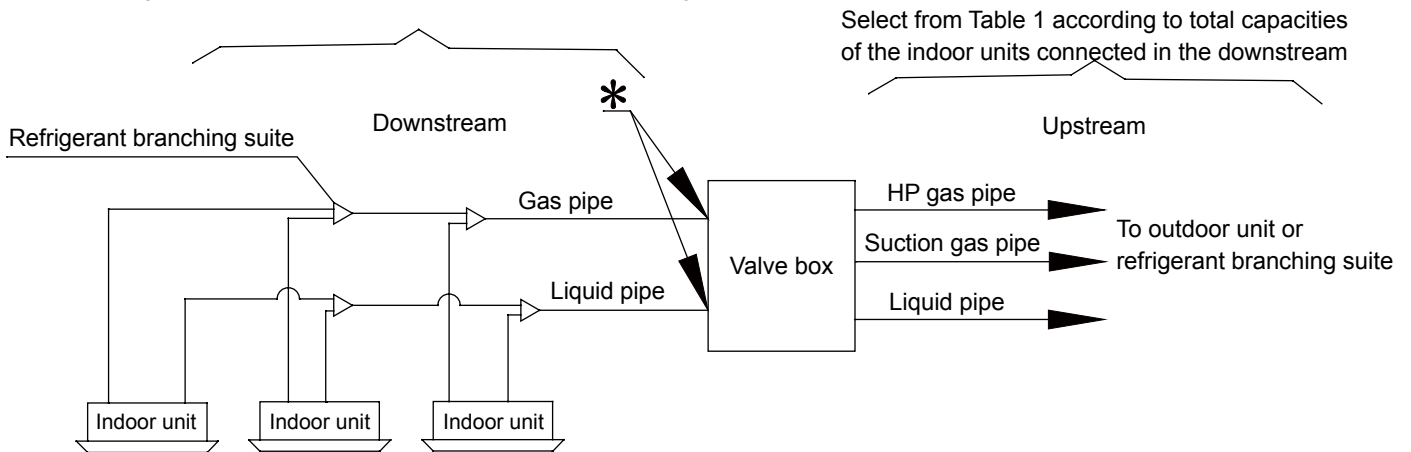 Select from Table 1 according to total capacities
of the indoor units connected in the downstream
*
Downstream
Upstream
Refrigerant branching suite
Gas pipe
HP gas pipe
Suction gas pipe
To outdoor unit or
refrigerant branching suite
Valve box
Liquid pipe
Liquid pipe
Indoor unit
Indoor unit
Indoor unit